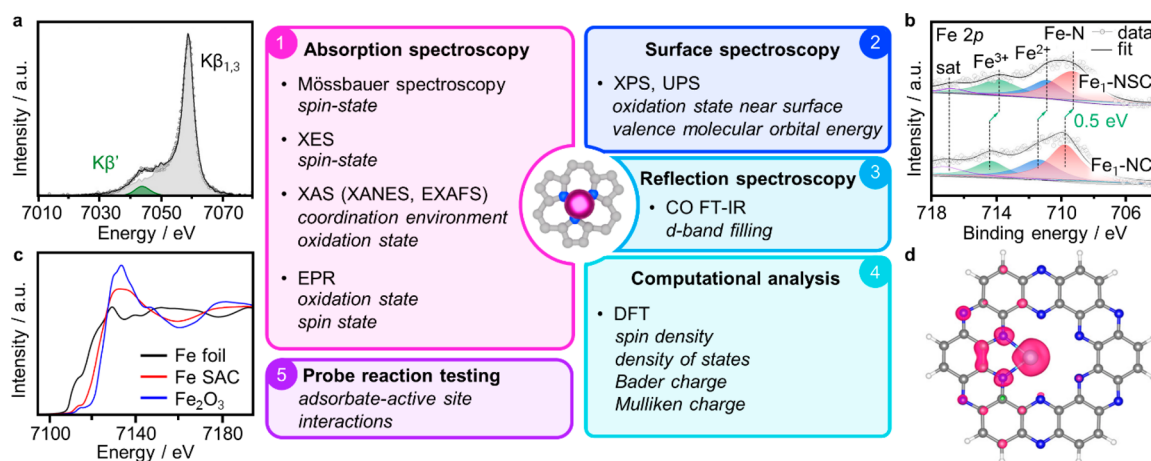 a
Intensity / a.u.
Kβ1,3
Kβ'
7010 7030 7050 7070
Energy / eV
1
Absorption spectroscopy
• Mössbauer spectroscopy
spin-state
• XES
spin-state
• XAS (XANES, EXAFS)
coordination environment
oxidation state
• EPR
oxidation state
spin state
2
Surface spectroscopy
• XPS, UPS
oxidation state near surface
valence molecular orbital energy
3
Reflection spectroscopy
• CO FT-IR
d-band filling
4
Computational analysis
• DFT
spin density
density of states
Bader charge
Mulliken charge
5
Probe reaction testing
adsorbate-active site
interactions
b
Intensity / a.u.
Fe 2p
Fe-N
data
fit
Fe3+
Fe2+
sat
Fe1-NSC
0.5 eV
Fe1-NC
718 714 710 706
Binding energy / eV
c
Intensity / a.u.
Fe foil
Fe SAC
Fe2O3
7100 7140 7180
Energy / eV
d